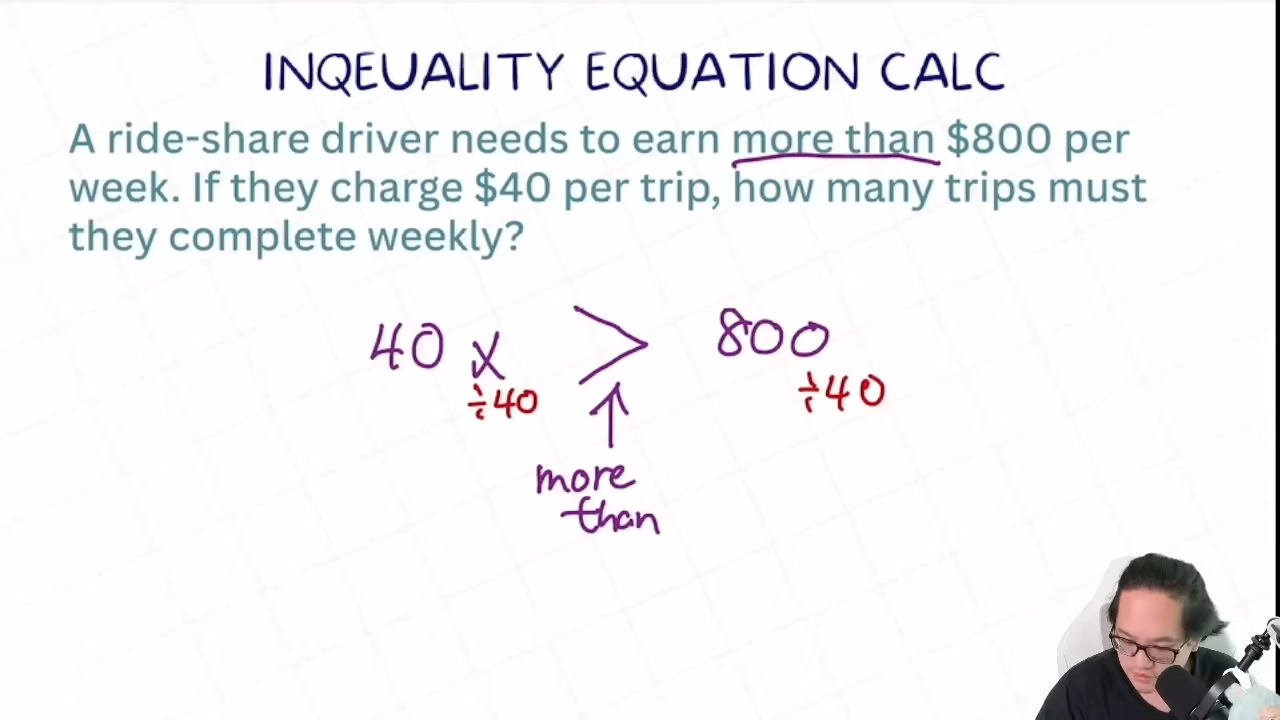 INQEUALITY EQUATION CALC
A ride-share driver needs to earn more than $800 per
week. If they charge $40 per trip, how many trips must
they complete weekly?
40 x > 800
÷40 ÷40
more
than